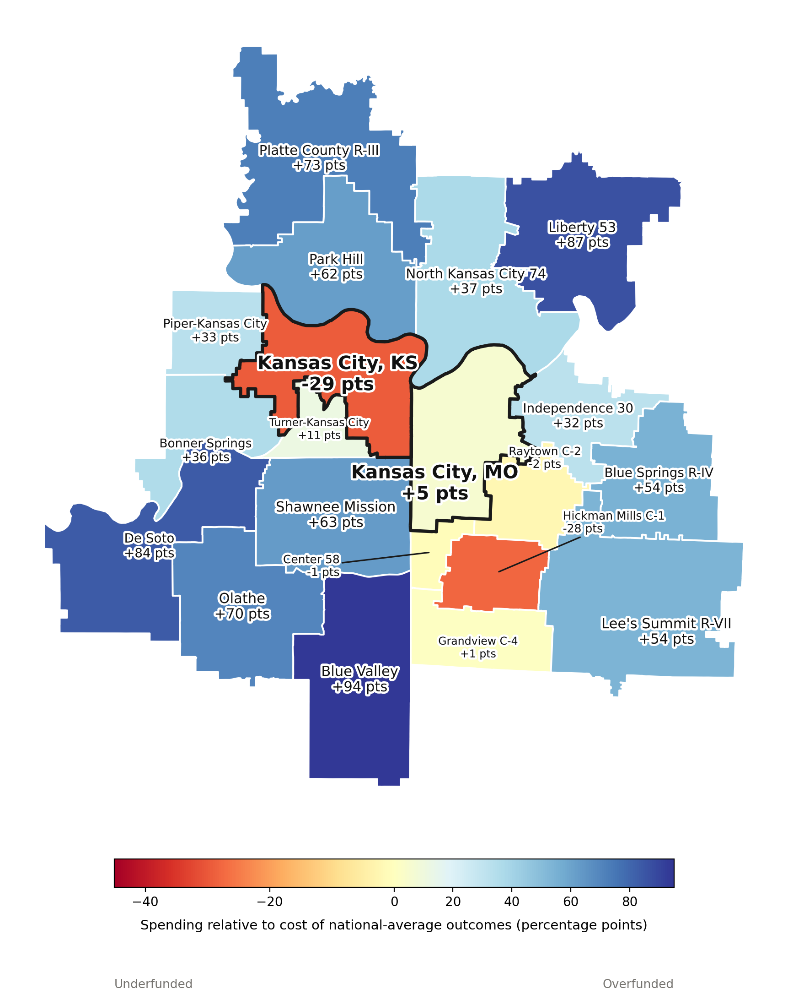 Platte County R-III
+73 pts
Liberty 53
+87 pts
Park Hill
+62 pts
North Kansas City 74
+37 pts
Piper-Kansas City
+33 pts
Kansas City, KS
-29 pts
Independence 30
+32 pts
Turner-Kansas City
+11 pts
Bonner Springs
+36 pts
Raytown C-2
-2 pts
Kansas City, MO
+5 pts
Blue Springs R-IV
+54 pts
Shawnee Mission
+63 pts
Hickman Mills C-1
-28 pts
De Soto
+84 pts
Center 58
-1 pts
Olathe
+70 pts
Lee's Summit R-VII
+54 pts
Grandview C-4
+1 pts
Blue Valley
+94 pts
−40 −20 0 20 40 60 80
Spending relative to cost of national-average outcomes (percentage points)
Underfunded Overfunded